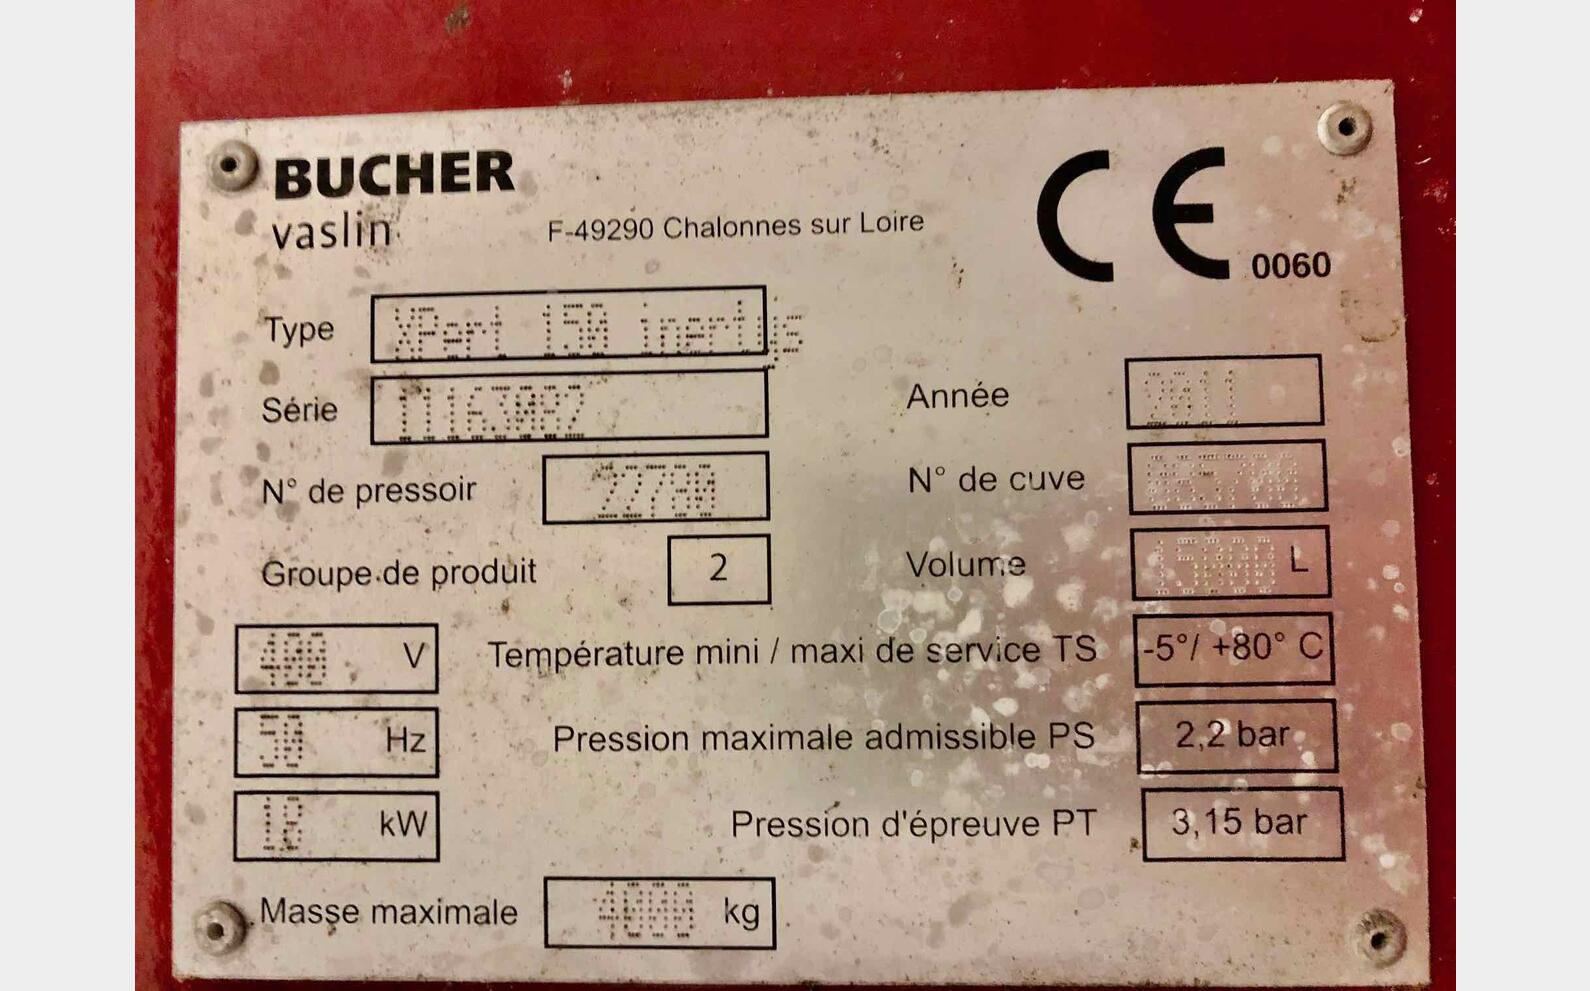 BUCHER
vaslin
F-49290 Chalonnes sur Loire
CE 0060
Type XPert 150 inertys
Série
Année 2011
N° de pressoir 22780
N° de cuve
Groupe de produit 2
Volume 15000 L
400 V
Température mini / maxi de service TS -5°/ +80° C
50 Hz
Pression maximale admissible PS 2,2 bar
18 kW
Pression d'épreuve PT 3,15 bar
Masse maximale 4000 kg